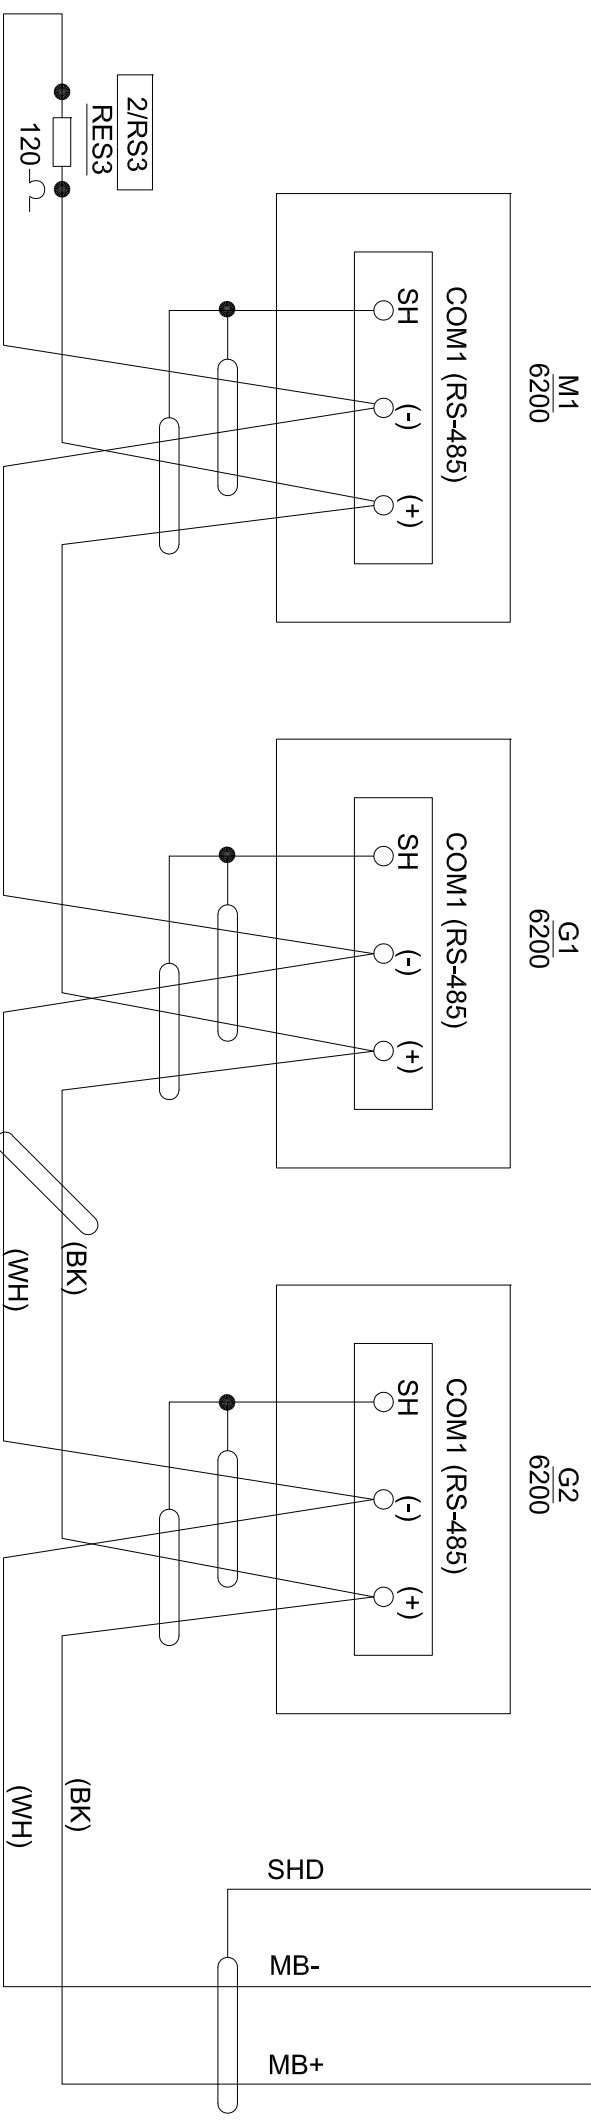 2/RS3
RES3
120Ω
M1
6200
COM1 (RS-485)
SH
(-)
(+)
G1
6200
COM1 (RS-485)
SH
(-)
(+)
(BK)
(WH)
G2
6200
COM1 (RS-485)
SH
(-)
(+)
(BK)
(WH)
SHD
MB-
MB+